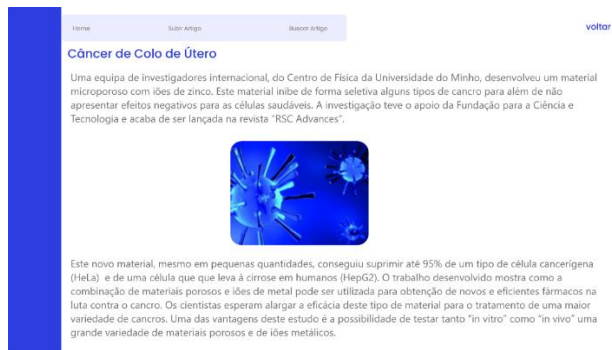 Home Subir Artigo Buscar Artigo voltar
Câncer de Colo de Útero
Uma equipa de investigadores internacional, do Centro de Física da Universidade do Minho, desenvolveu um material
microporoso com iões de zinco. Este material inibe de forma seletiva alguns tipos de cancro para além de não
apresentar efeitos negativos para as células saudáveis. A investigação teve o apoio da Fundação para a Ciência e
Tecnologia e acaba de ser lançada na revista “RSC Advances”.
Este novo material, mesmo em pequenas quantidades, conseguiu suprimir até 95% de um tipo de célula cancerígena
(HeLa) e de uma célula que que leva à cirrose em humanos (HepG2). O trabalho desenvolvido mostra como a
combinação de materiais porosos e iões de metal pode ser utilizada para obtenção de novos e eficientes fármacos na
luta contra o cancro. Os cientistas esperam alargar a eficácia deste tipo de material para o tratamento de uma maior
variedade de cancros. Uma das vantagens deste estudo é a possibilidade de testar tanto “in vitro” como “in vivo” uma
grande variedade de materiais porosos e de iões metálicos.